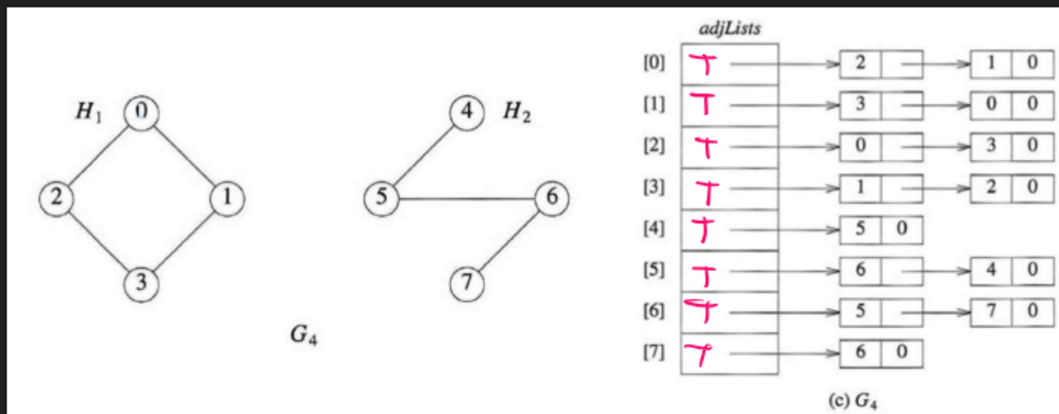 adjLists
H1 0 4 H2
[0] T 2 1 0
[1] T 3 0 0
[2] T 0 3 0
2 1 5 6
[3] T 1 2 0
[4] T 5 0
3 7
[5] T 6 4 0
[6] T 5 7 0
G4
[7] T 6 0
(c) G4